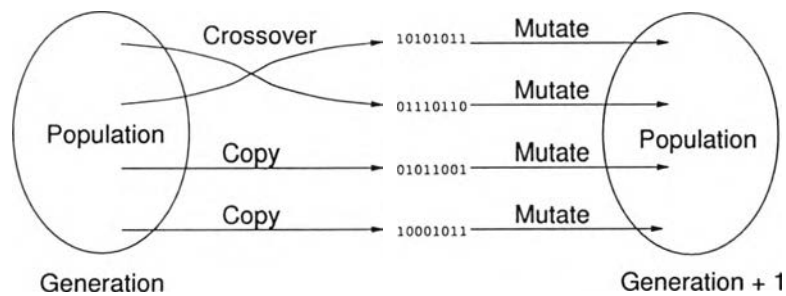 Crossover
10101011 Mutate
01110110 Mutate
Population
Population
Copy
01011001 Mutate
Copy
10001011 Mutate
Generation
Generation + 1